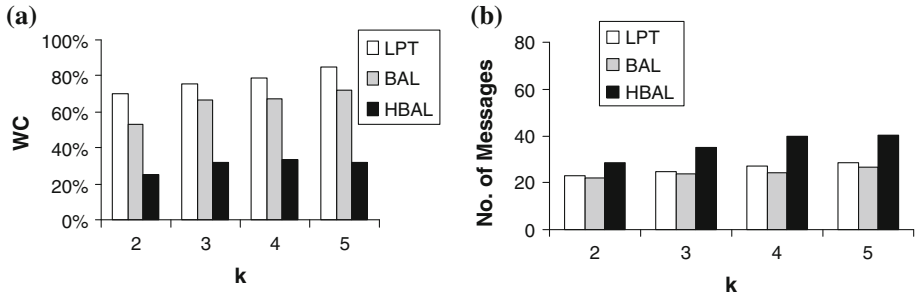 (a)
100%
80%
60%
40%
20%
0%
WC
LPT
BAL
HBAL
2 3 4 5
k
(b)
80
60
40
20
0
No. of Messages
LPT
BAL
HBAL
2 3 4 5
k